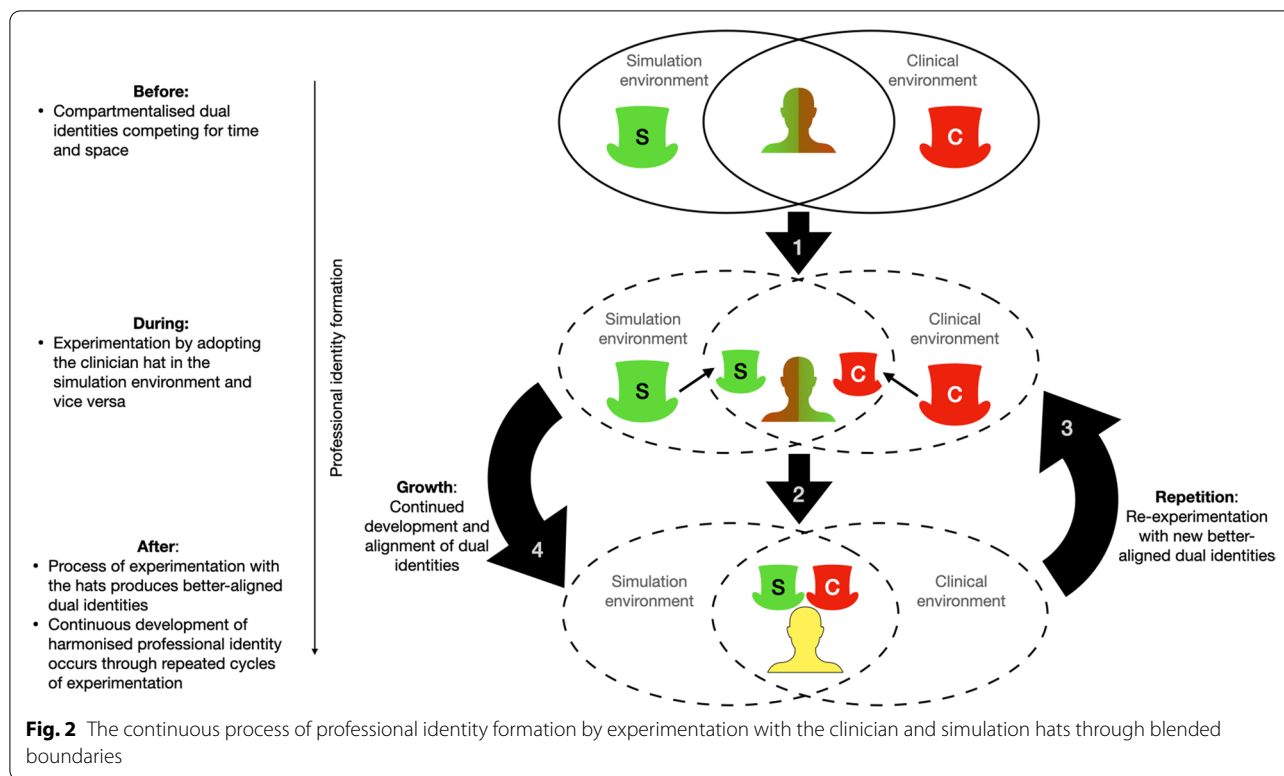 Before:
• Compartmentalised dual
identities competing for time
and space
During:
• Experimentation by adopting
the clinician hat in the
simulation environment and
vice versa
After:
• Process of experimentation with
the hats produces better-aligned
dual identities
• Continuous development of
harmonised professional identity
occurs through repeated cycles
of experimentation
Professional identity formation
Simulation
environment
Clinical
environment
S
C
1
Simulation
environment
Clinical
environment
S
S
C
C
2
3
4
Growth:
Continued
development and
alignment of dual
identities
Repetition:
Re-experimentation
with new better-
aligned dual identities
Simulation
environment
S
C
Clinical
environment
Fig. 2 The continuous process of professional identity formation by experimentation with the clinician and simulation hats through blended
boundaries